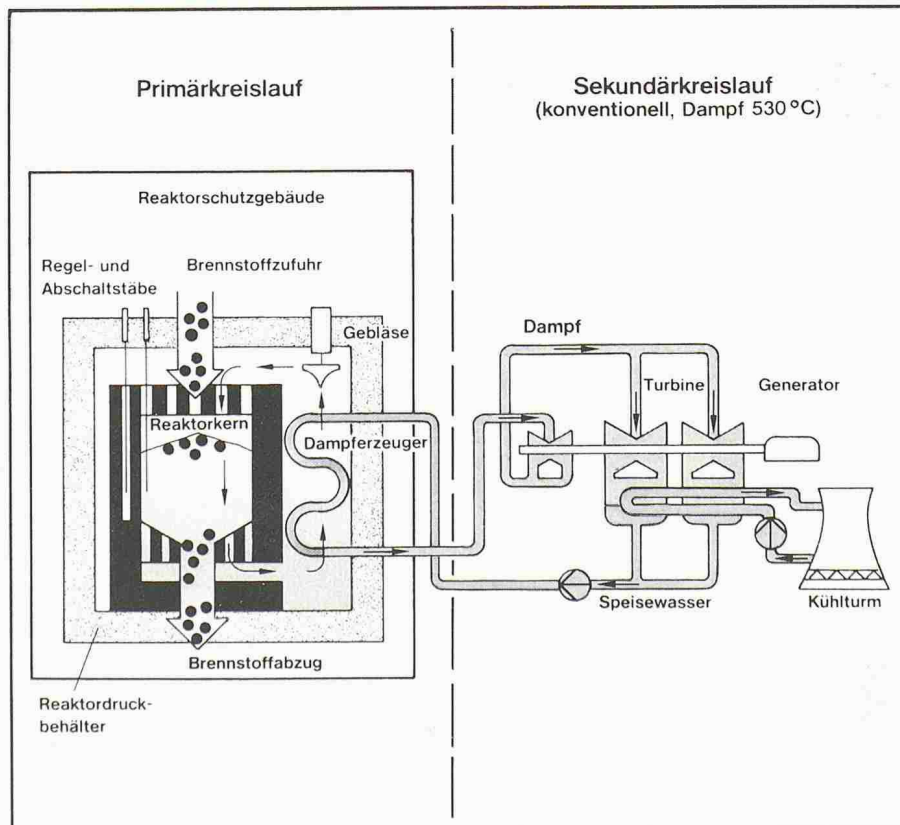 Primärkreislauf
Sekundärkreislauf
(konventionell, Dampf 530 °C)
Reaktorschutzgebäude
Regel- und
Abschaltstäbe
Brennstoffzufuhr
Gebläse
Dampf
Turbine
Generator
Reaktorkern
Dampferzeuger
Speisewasser
Kühlturm
Brennstoffabzug
Reaktordruck-
behälter